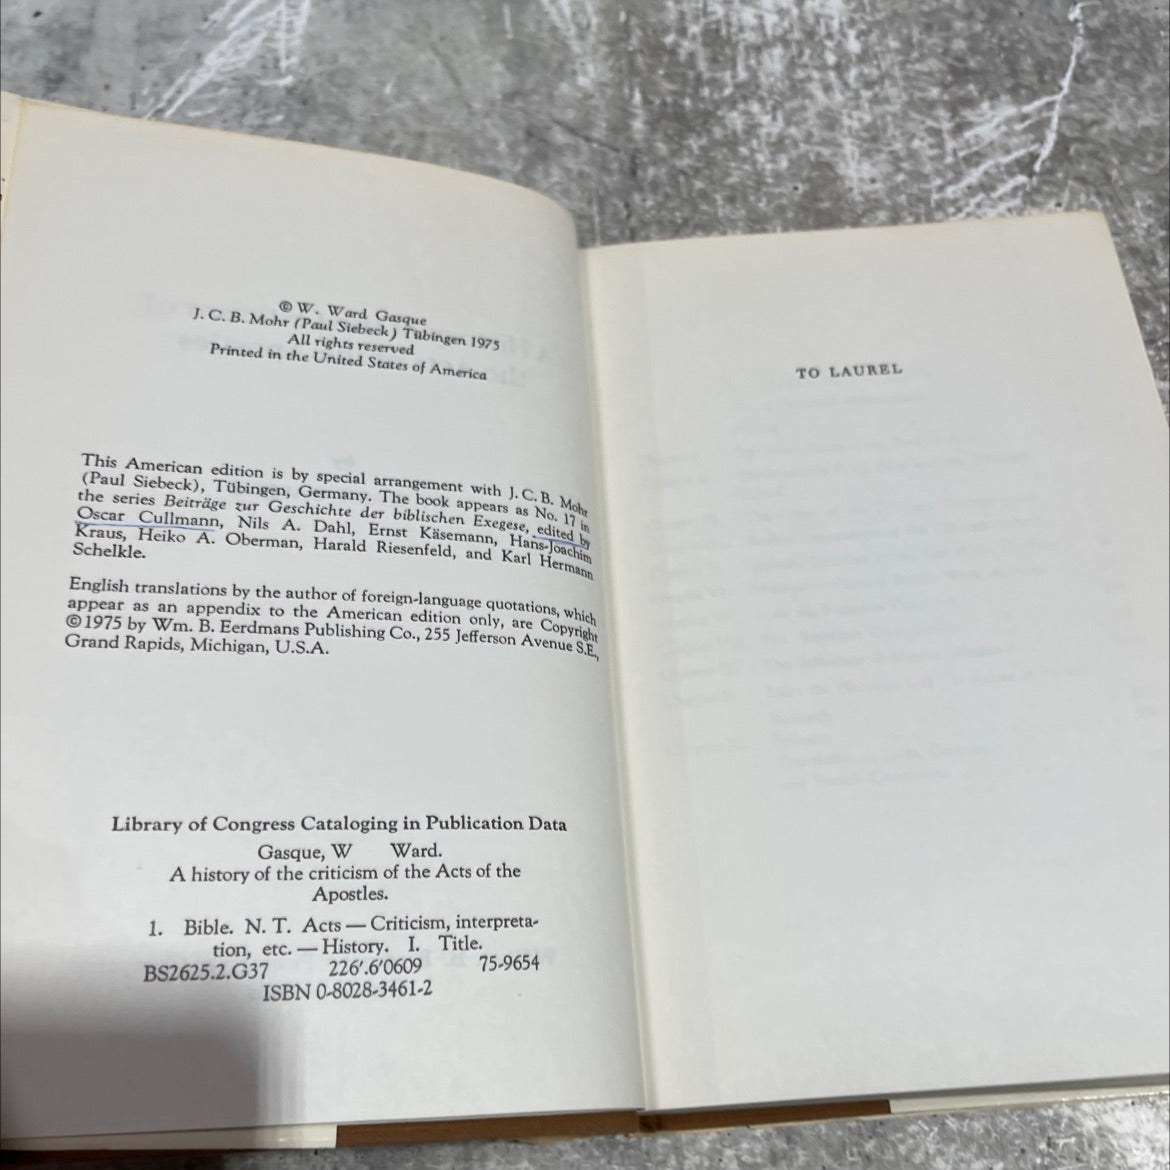 © W. Ward Gasque
J. C. B. Mohr (Paul Siebeck) Tübingen 1975
All rights reserved
Printed in the United States of America
This American edition is by special arrangement with J. C. B. Mohr
(Paul Siebeck), Tübingen, Germany. The book appears as No. 17 in
the series Beiträge zur Geschichte der biblischen Exegese, edited by
Oscar Cullmann, Nils A. Dahl, Ernst Käsemann, Hans-Joachim
Kraus, Heiko A. Oberman, Harald Riesenfeld, and Karl Hermann
Schelkle.
English translations by the author of foreign-language quotations, which
appear as an appendix to the American edition only, are Copyright
©1975 by Wm. B. Eerdmans Publishing Co., 255 Jefferson Avenue S.E.,
Grand Rapids, Michigan, U.S.A.
Library of Congress Cataloging in Publication Data
Gasque, W Ward.
A history of the criticism of the Acts of the
Apostles.
1. Bible. N. T. Acts — Criticism, interpreta-
tion, etc. — History. I. Title.
BS2625.2.G37 226′.6′0609 75-9654
ISBN 0-8028-3461-2
TO LAUREL